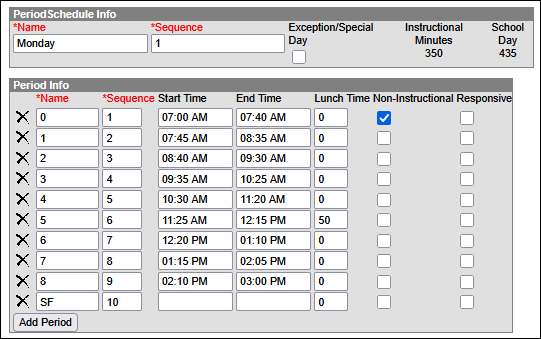 PeriodSchedule Info
*Name *Sequence Exception/Special Day Instructional Minutes School Day
Monday 1 350 435
Period Info
*Name *Sequence Start Time End Time Lunch Time Non-Instructional Responsive
X 0 1 07:00 AM 07:40 AM 0
X 1 2 07:45 AM 08:35 AM 0
X 2 3 08:40 AM 09:30 AM 0
X 3 4 09:35 AM 10:25 AM 0
X 4 5 10:30 AM 11:20 AM 0
X 5 6 11:25 AM 12:15 PM 50
X 6 7 12:20 PM 01:10 PM 0
X 7 8 01:15 PM 02:05 PM 0
X 8 9 02:10 PM 03:00 PM 0
X SF 10 0
Add Period